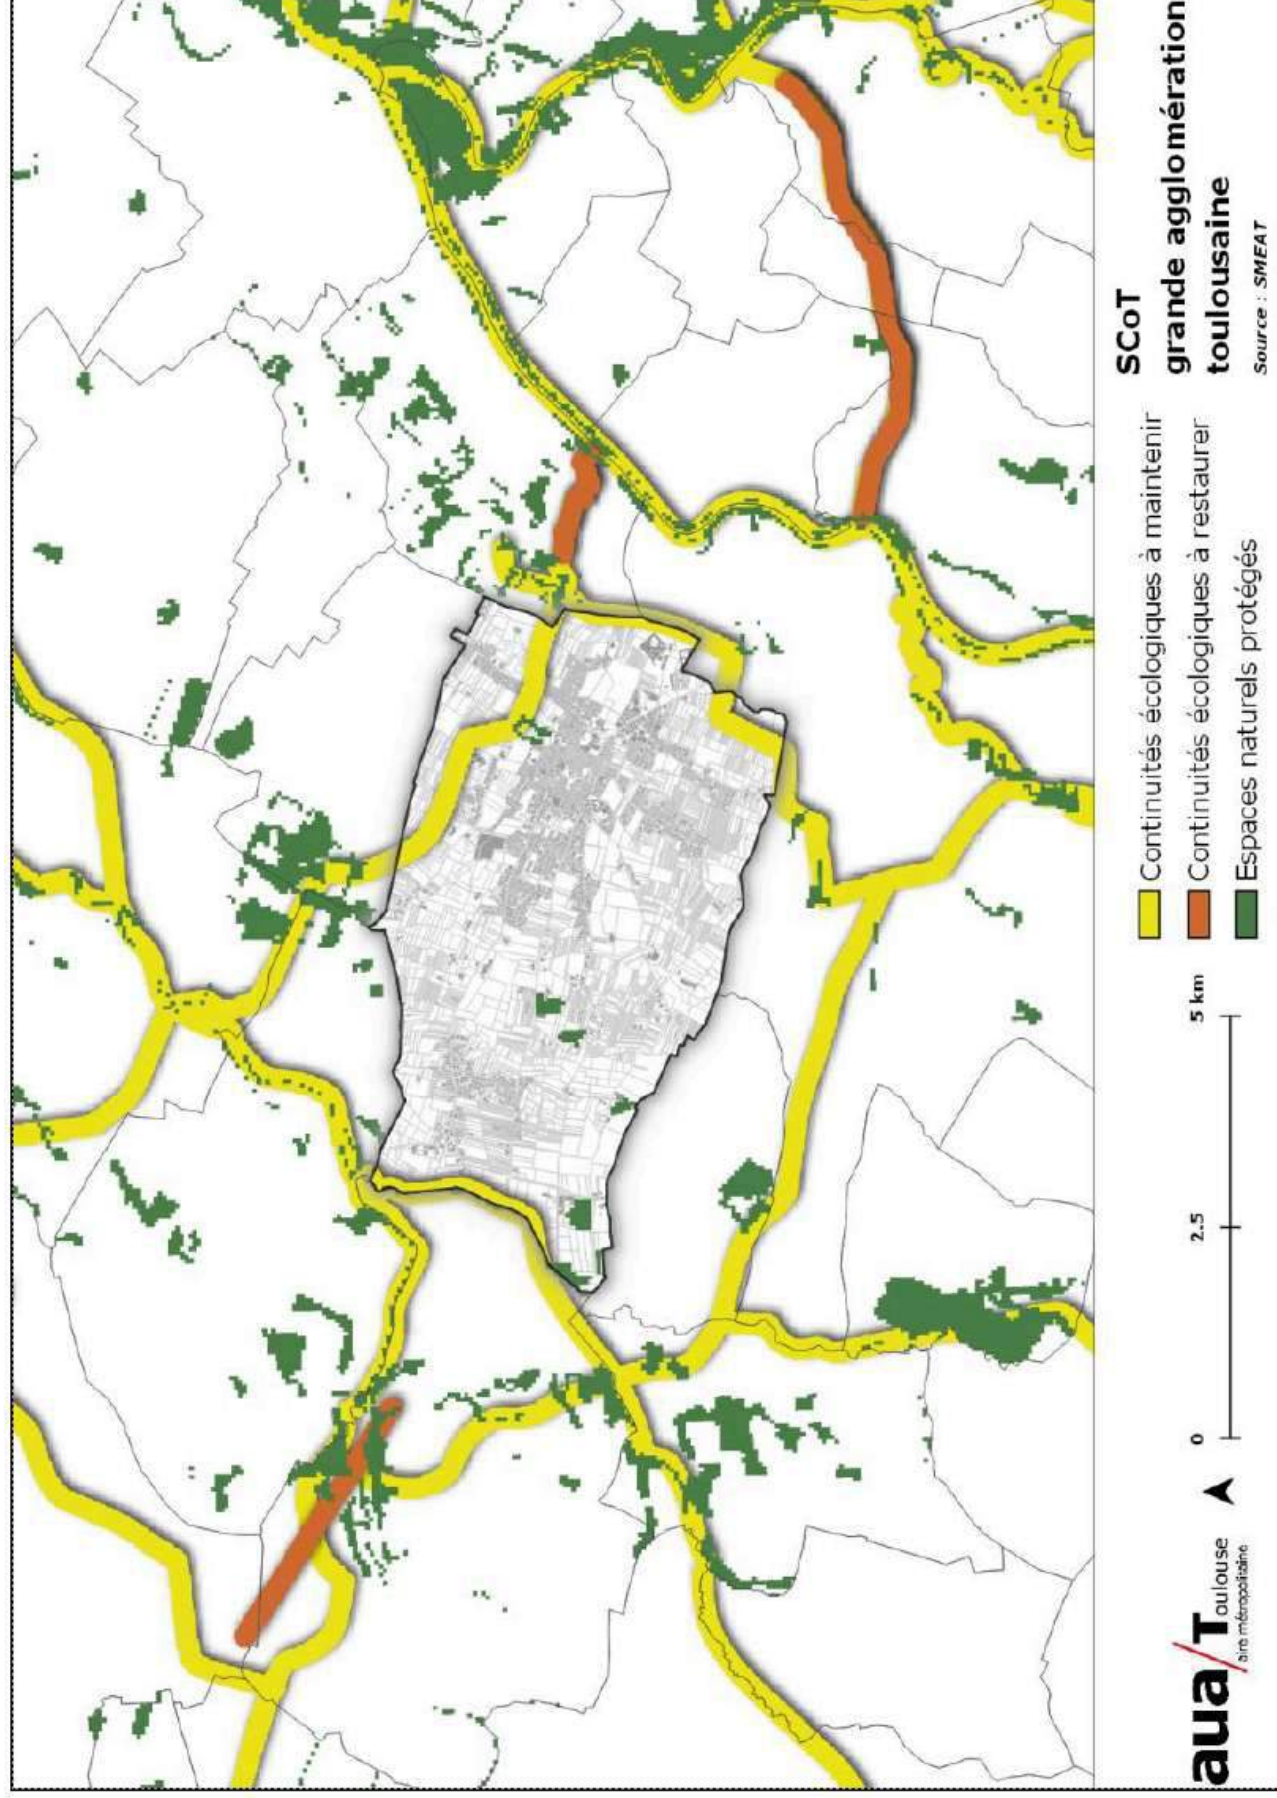 SCoT
grande agglomération
toulousaine
Source : SMEAT
Continuités écologiques à maintenir
Continuités écologiques à restaurer
Espaces naturels protégés
0 2.5 5 km
aua/Toulouse
aire métropolitaine